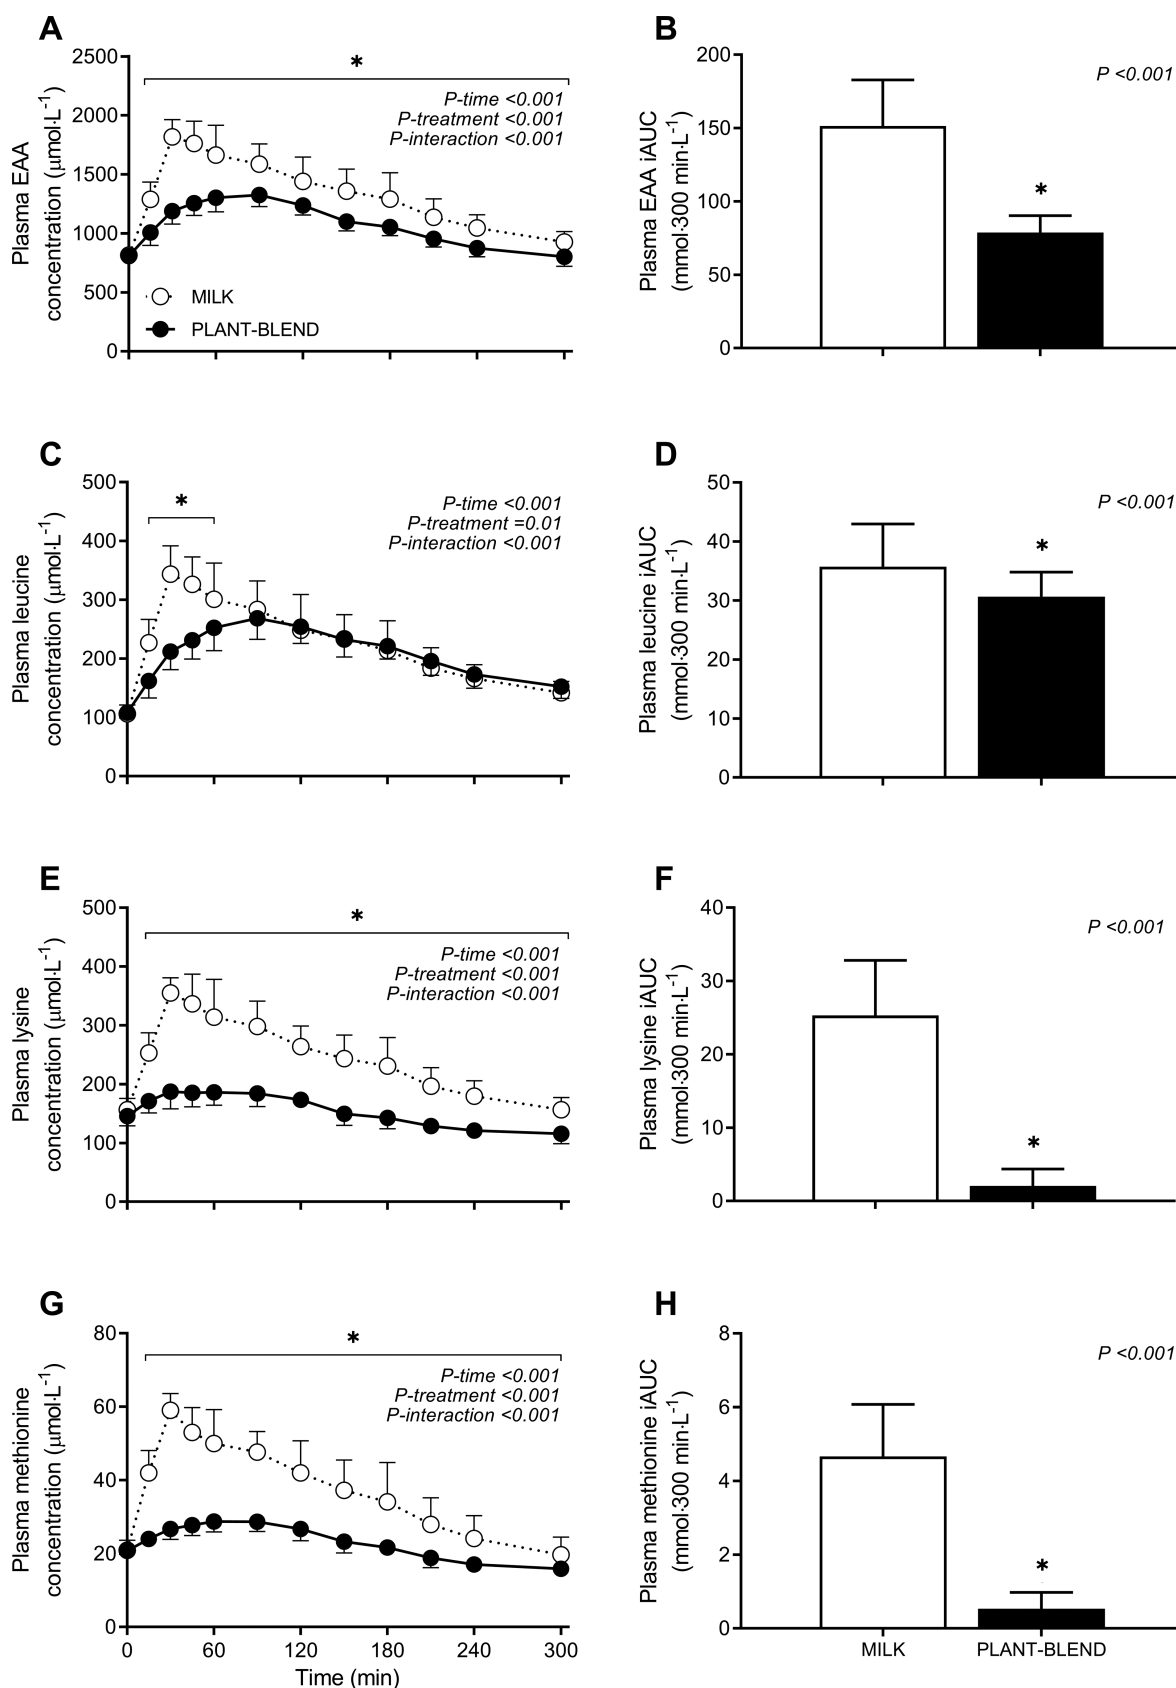 A
Plasma EAA
concentration (µmol·L⁻¹)
2500
2000
1500
1000
500
0
*
P-time <0.001
P-treatment <0.001
P-interaction <0.001
MILK
PLANT-BLEND
B
Plasma EAA iAUC
(mmol·300 min·L⁻¹)
200
150
100
50
0
P <0.001
*
C
Plasma leucine
concentration (µmol·L⁻¹)
500
400
300
200
100
0
*
P-time <0.001
P-treatment =0.01
P-interaction <0.001
D
Plasma leucine iAUC
(mmol·300 min·L⁻¹)
50
40
30
20
10
0
P <0.001
*
E
Plasma lysine
concentration (µmol·L⁻¹)
500
400
300
200
100
0
*
P-time <0.001
P-treatment <0.001
P-interaction <0.001
F
Plasma lysine iAUC
(mmol·300 min·L⁻¹)
40
30
20
10
0
P <0.001
*
G
Plasma methionine
concentration (µmol·L⁻¹)
80
60
40
20
0
*
P-time <0.001
P-treatment <0.001
P-interaction <0.001
0 60 120 180 240 300
Time (min)
H
Plasma methionine iAUC
(mmol·300 min·L⁻¹)
8
6
4
2
0
P <0.001
*
MILK PLANT-BLEND